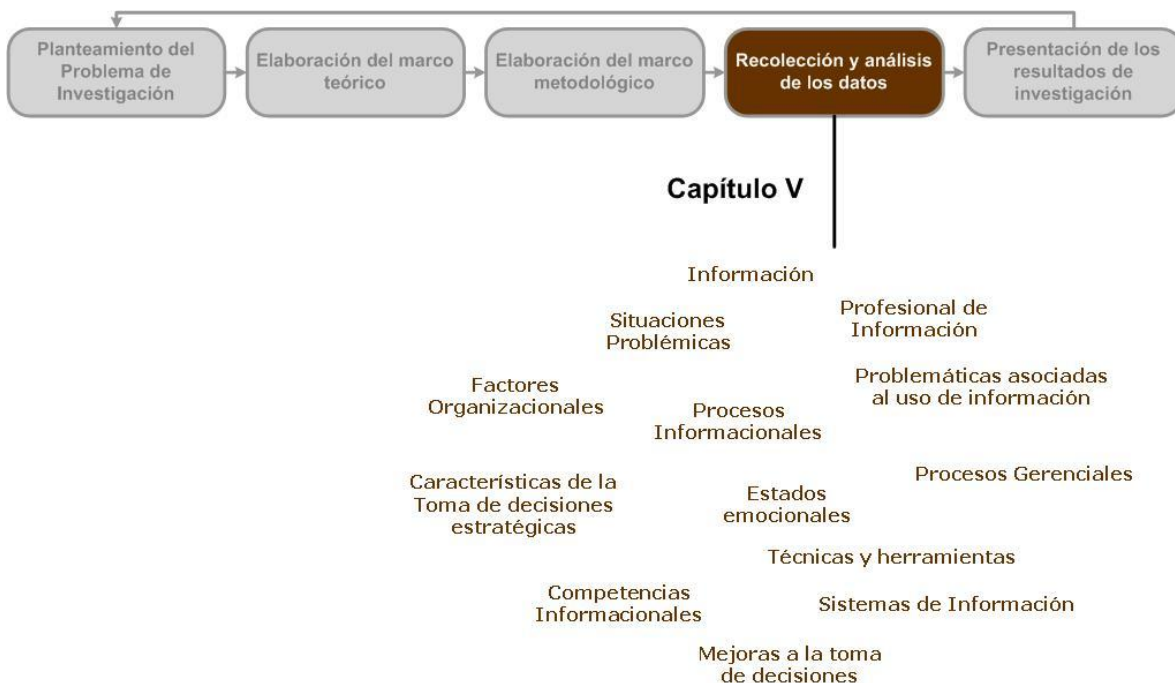 Planteamiento del
Problema de
Investigación
Elaboración del marco
teórico
Elaboración del marco
metodológico
Recolección y análisis
de los datos
Presentación de los
resultados de
investigación
Capítulo V
Información
Profesional de
Información
Situaciones
Problémicas
Problemáticas asociadas
al uso de información
Factores
Organizacionales
Procesos
Informacionales
Procesos Gerenciales
Características de la
Toma de decisiones
estratégicas
Estados
emocionales
Técnicas y herramientas
Competencias
Informacionales
Sistemas de Información
Mejoras a la toma
de decisiones